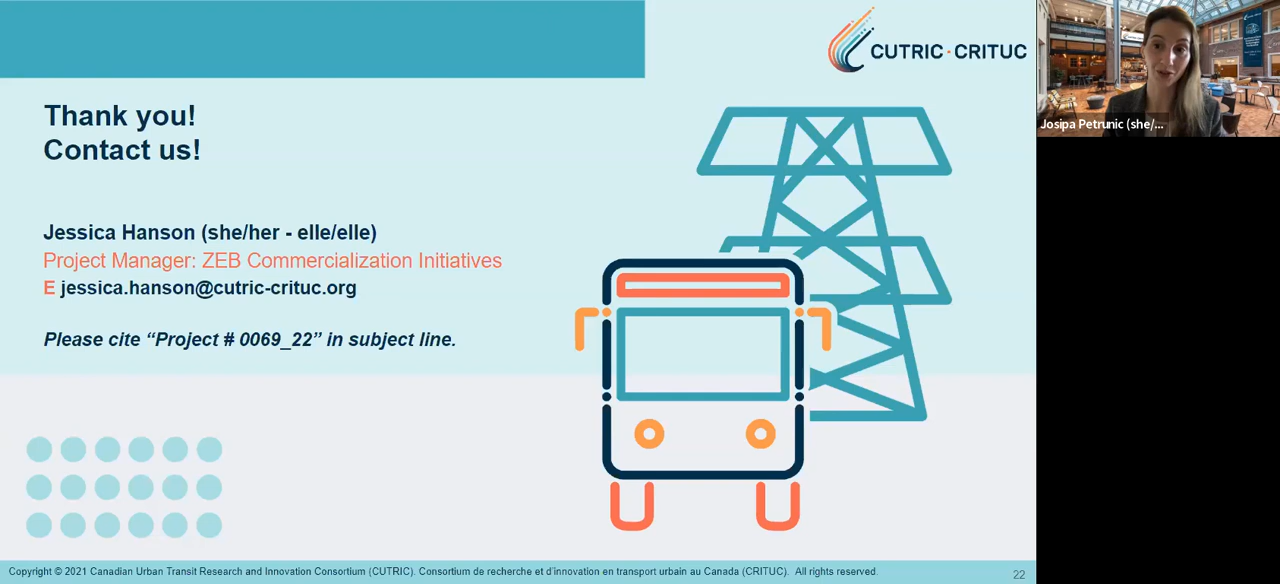 CUTRIC · CRITUC
Thank you!
Contact us!
Jessica Hanson (she/her - elle/elle)
Project Manager: ZEB Commercialization Initiatives
E jessica.hanson@cutric-crituc.org
Please cite “Project # 0069_22” in subject line.
Copyright © 2021 Canadian Urban Transit Research and Innovation Consortium (CUTRIC). Consortium de recherche et d'innovation en transport urbain au Canada (CRITUC). All rights reserved.
22
Josipa Petrunic (she/...